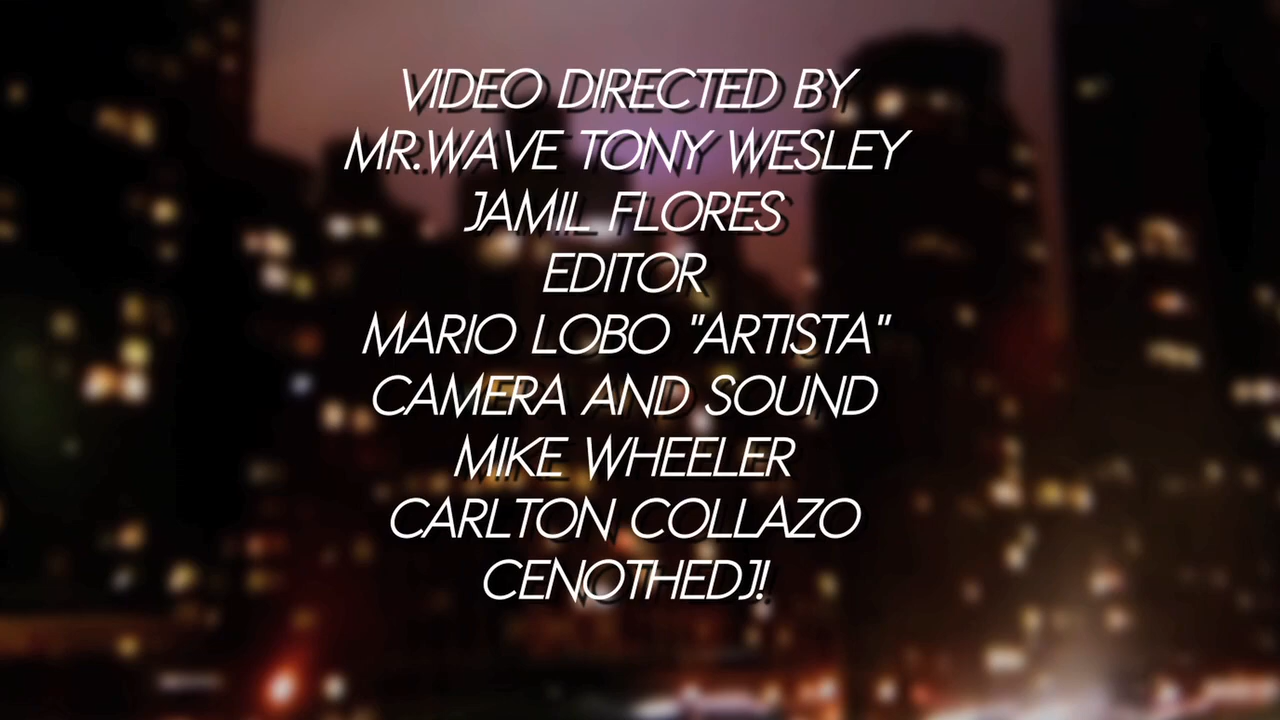 VIDEO DIRECTED BY
MR.WAVE TONY WESLEY
JAMIL FLORES
EDITOR
MARIO LOBO "ARTISTA"
CAMERA AND SOUND
MIKE WHEELER
CARLTON COLLAZO
CENOTHEDJ!